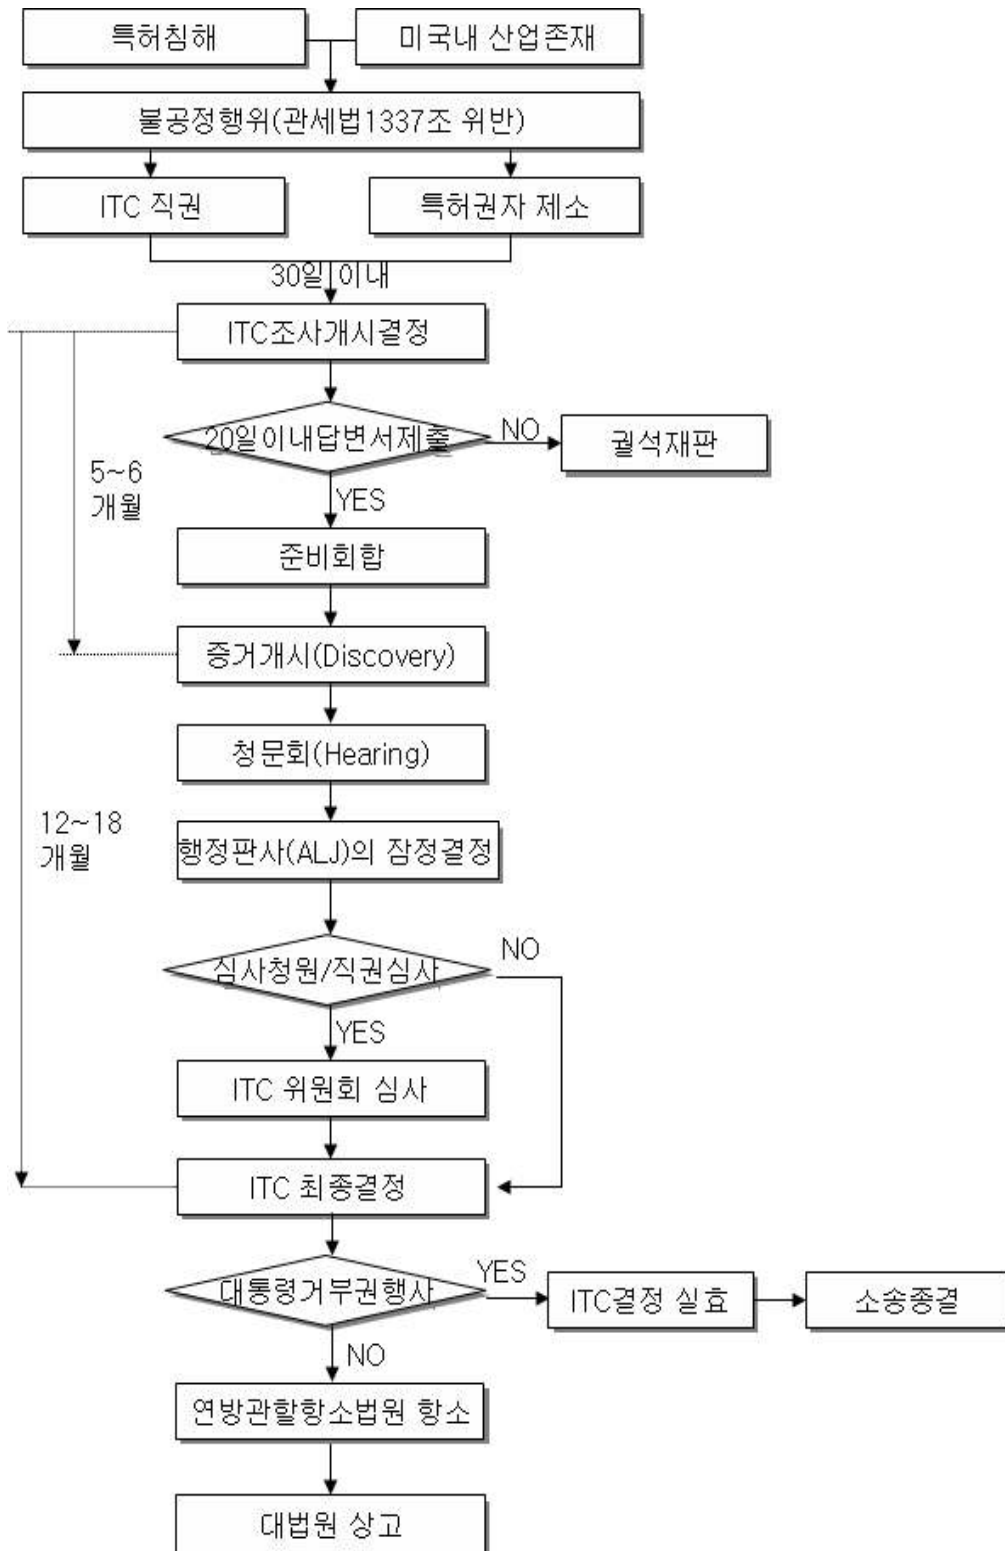 특허침해
미국내 산업존재
불공정행위(관세법1337조 위반)
ITC 직권
특허권자 제소
30일 이내
ITC조사개시결정
20일이내답변서제출
NO
궐석재판
5~6
개월
YES
준비회합
증거개시(Discovery)
청문회(Hearing)
12~18
개월
행정판사(ALJ)의 잠정결정
심사청원/직권심사
NO
YES
ITC 위원회 심사
ITC 최종결정
대통령거부권행사
YES
ITC결정 실효
소송종결
NO
연방관할항소법원 항소
대법원 상고